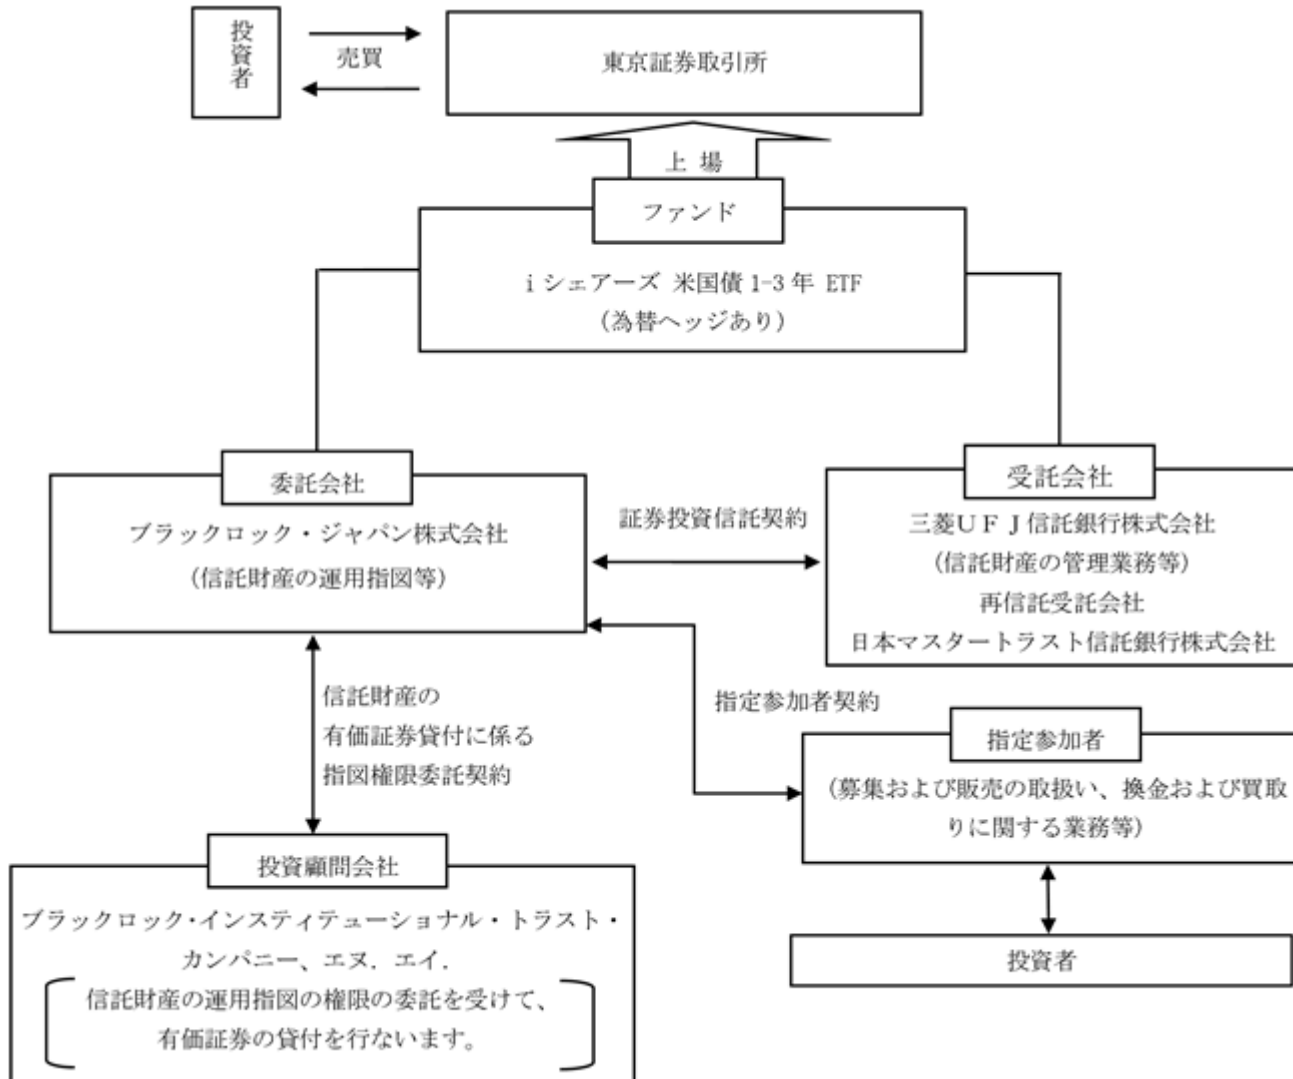 投資者
売買
東京証券取引所
上 場
ファンド
i シェアーズ 米国債 1-3 年 ETF
（為替ヘッジあり）
委託会社
ブラックロック・ジャパン株式会社
（信託財産の運用指図等）
証券投資信託契約
受託会社
三菱ＵＦＪ信託銀行株式会社
（信託財産の管理業務等）
再信託受託会社
日本マスタートラスト信託銀行株式会社
信託財産の
有価証券貸付に係る
指図権限委託契約
指定参加者契約
指定参加者
（募集および販売の取扱い、換金および買取
りに関する業務等）
投資顧問会社
ブラックロック・インスティテューショナル・トラスト・
カンパニー、エヌ．エイ．
信託財産の運用指図の権限の委託を受けて、
有価証券の貸付を行ないます。
投資者